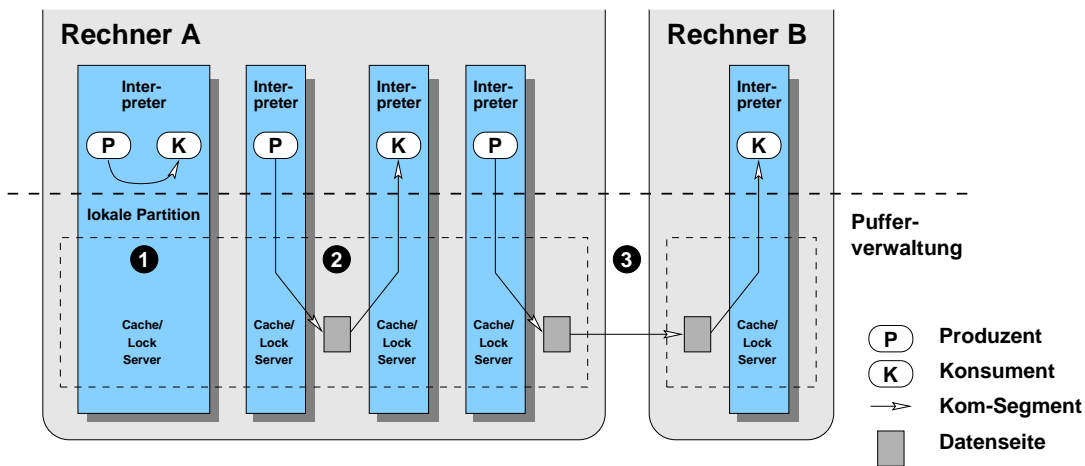 Rechner A
Rechner B
Inter-
preter
Inter-
preter
Inter-
preter
Inter-
preter
Inter-
preter
P
K
P
K
P
K
lokale Partition
Puffer-
verwaltung
1
2
3
Cache/
Lock
Server
Cache/
Lock
Server
Cache/
Lock
Server
Cache/
Lock
Server
Cache/
Lock
Server
P Produzent
K Konsument
Kom-Segment
Datenseite